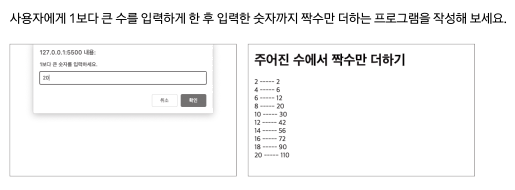 사용자에게 1보다 큰 수를 입력하게 한 후 입력한 숫자까지 짝수만 더하는 프로그램을 작성해 보세요.
127.0.0.1:5500 내용:
1보다 큰 숫자를 입력하세요.
20
취소 확인
주어진 수에서 짝수만 더하기
2 ----- 2
4 ----- 6
6 ----- 12
8 ----- 20
10 ----- 30
12 ----- 42
14 ----- 56
16 ----- 72
18 ----- 90
20 ----- 110